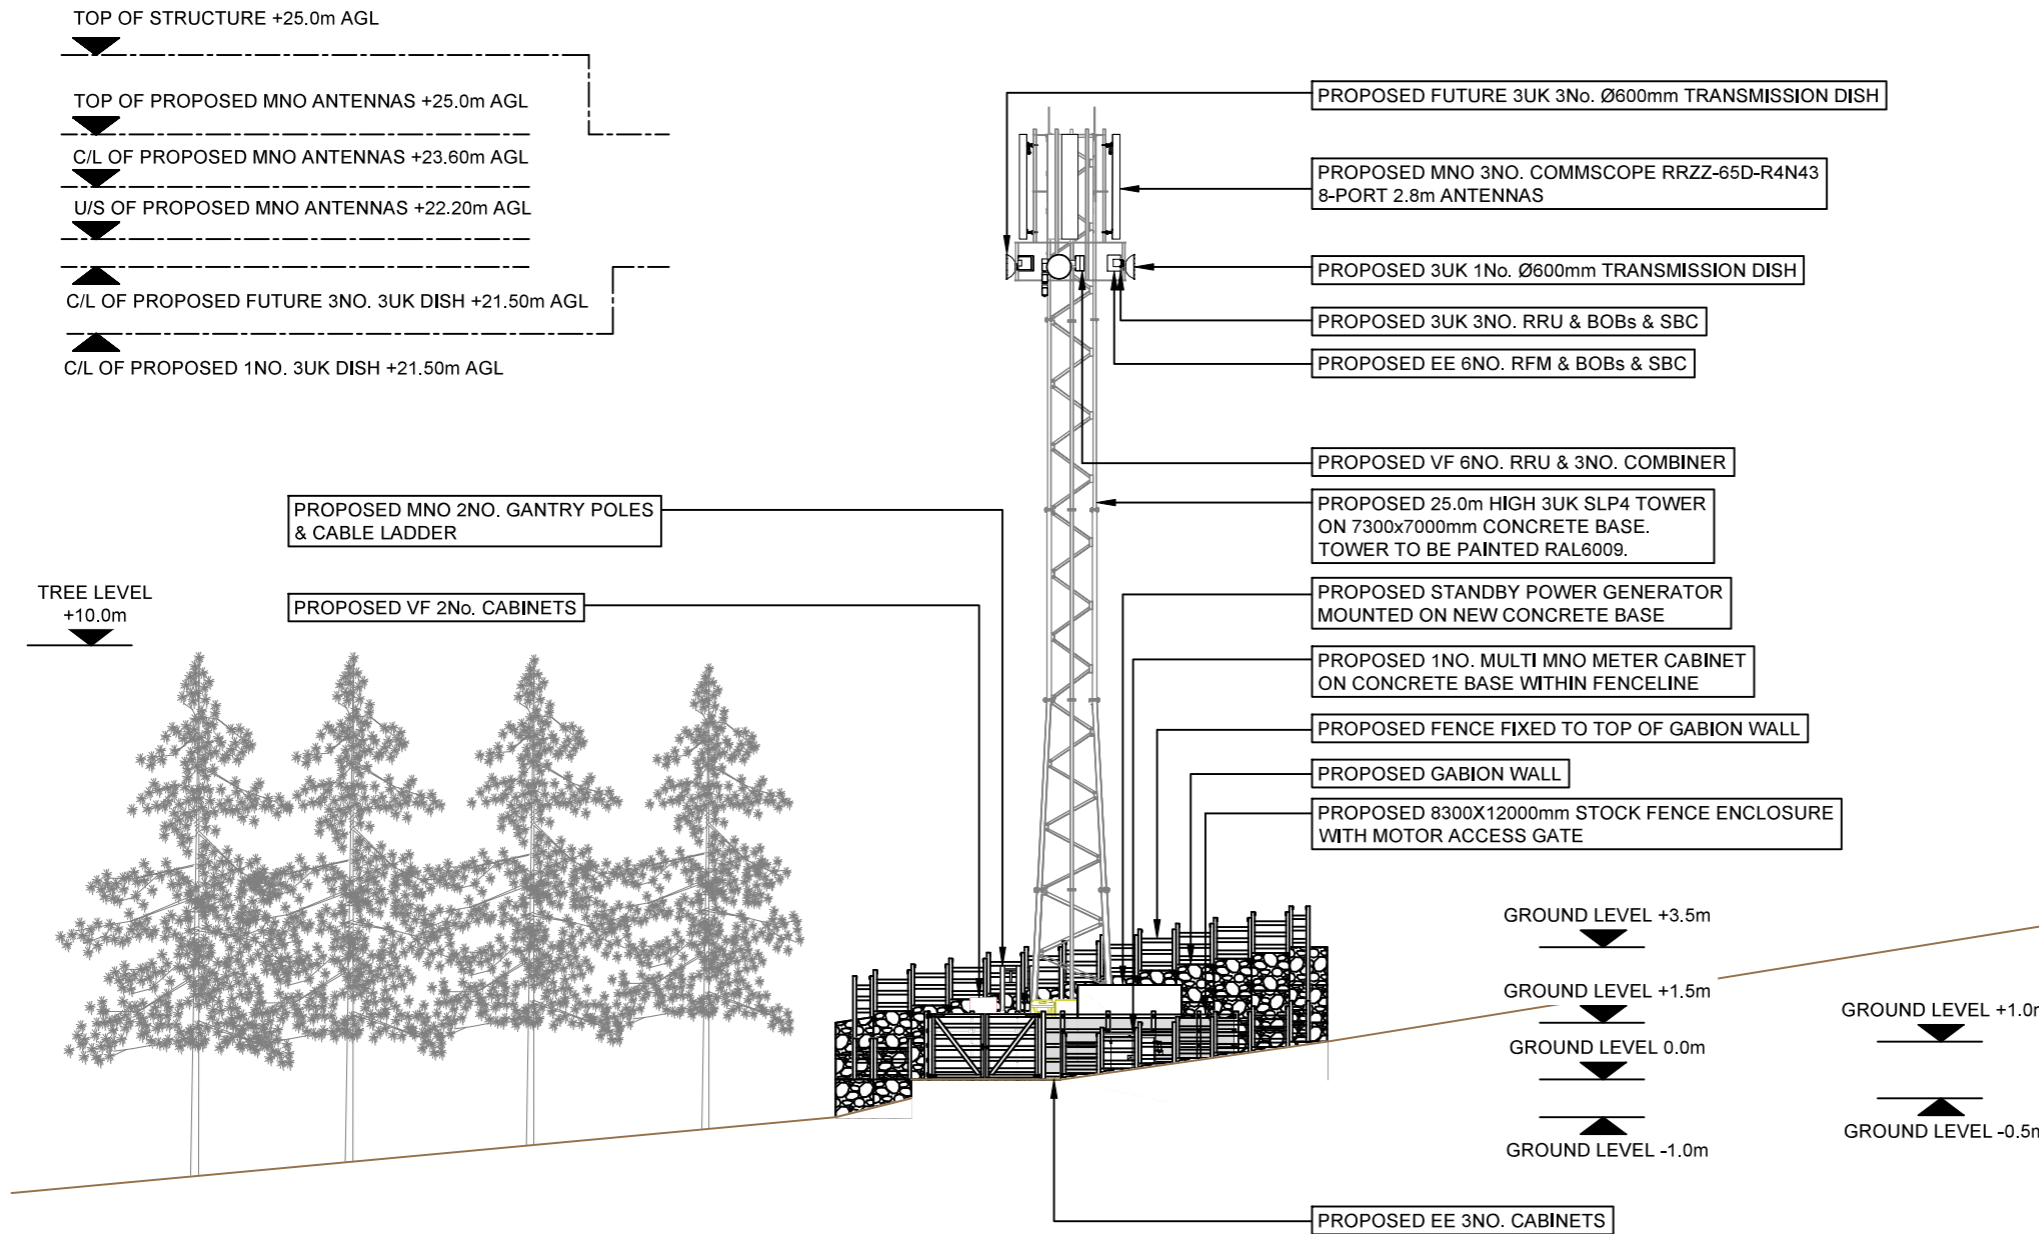 TOP OF STRUCTURE +25.0m AGL
TOP OF PROPOSED MNO ANTENNAS +25.0m AGL
C/L OF PROPOSED MNO ANTENNAS +23.60m AGL
U/S OF PROPOSED MNO ANTENNAS +22.20m AGL
C/L OF PROPOSED FUTURE 3NO. 3UK DISH +21.50m AGL
C/L OF PROPOSED 1NO. 3UK DISH +21.50m AGL
PROPOSED FUTURE 3UK 3No. Ø600mm TRANSMISSION DISH
PROPOSED MNO 3NO. COMMSCOPE RRZZ-65D-R4N43
8-PORT 2.8m ANTENNAS
PROPOSED 3UK 1No. Ø600mm TRANSMISSION DISH
PROPOSED 3UK 3NO. RRU & BOBs & SBC
PROPOSED EE 6NO. RFM & BOBs & SBC
PROPOSED VF 6NO. RRU & 3NO. COMBINER
PROPOSED 25.0m HIGH 3UK SLP4 TOWER
ON 7300x7000mm CONCRETE BASE.
TOWER TO BE PAINTED RAL6009.
PROPOSED MNO 2NO. GANTRY POLES
& CABLE LADDER
PROPOSED VF 2No. CABINETS
TREE LEVEL
+10.0m
PROPOSED STANDBY POWER GENERATOR
MOUNTED ON NEW CONCRETE BASE
PROPOSED 1NO. MULTI MNO METER CABINET
ON CONCRETE BASE WITHIN FENCELINE
PROPOSED FENCE FIXED TO TOP OF GABION WALL
PROPOSED GABION WALL
PROPOSED 8300X12000mm STOCK FENCE ENCLOSURE
WITH MOTOR ACCESS GATE
GROUND LEVEL +3.5m
GROUND LEVEL +1.5m
GROUND LEVEL 0.0m
GROUND LEVEL -1.0m
GROUND LEVEL +1.0m
GROUND LEVEL -0.5m
PROPOSED EE 3NO. CABINETS